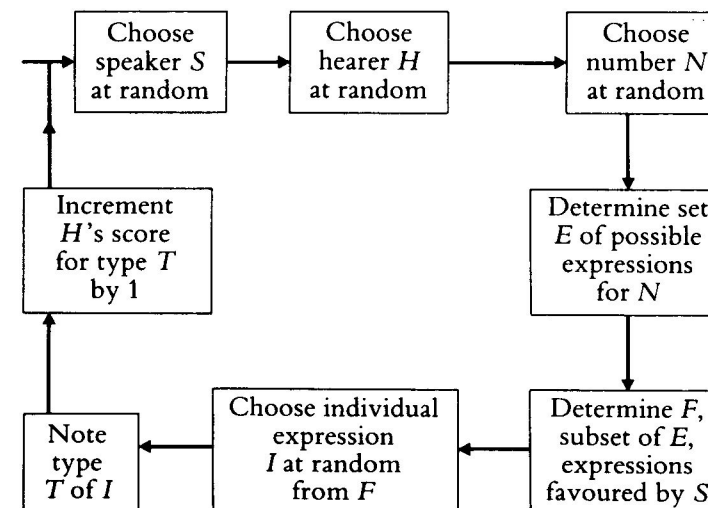 Choose
speaker S
at random
Choose
hearer H
at random
Choose
number N
at random
Determine set
E of possible
expressions
for N
Determine F,
subset of E,
expressions
favoured by S
Choose individual
expression
I at random
from F
Note
type
T of I
Increment
H's score
for type T
by 1